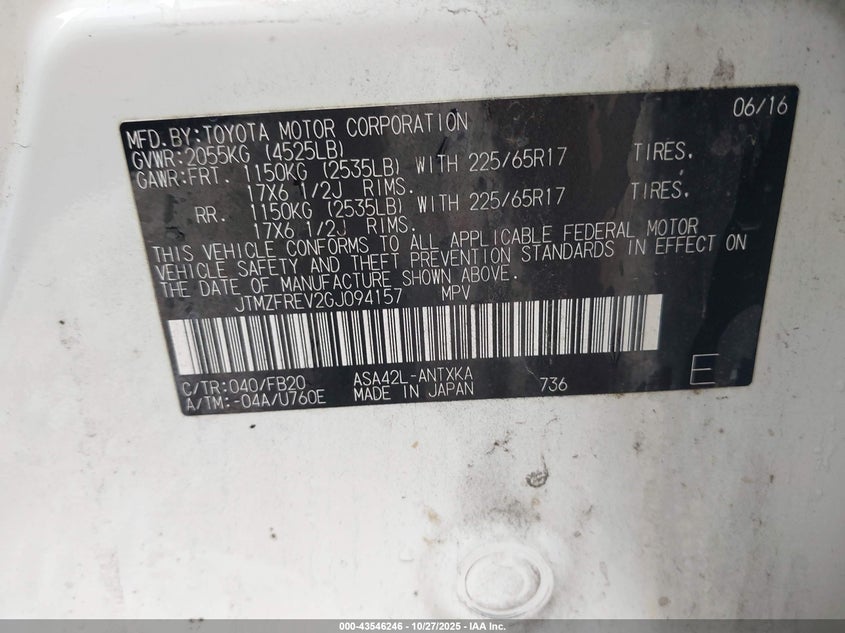 06/16
MFD.BY:TOYOTA MOTOR CORPORATION
GVWR:2055KG (4525LB)
GAWR:FRT. 1150KG (2535LB) WITH 225/65R17 TIRES.
17X6 1/2J RIMS.
RR. 1150KG (2535LB) WITH 225/65R17 TIRES.
17X6 1/2J RIMS.
THIS VEHICLE CONFORMS TO ALL APPLICABLE FEDERAL MOTOR
VEHICLE SAFETY AND THEFT PREVENTION STANDARDS IN EFFECT ON
THE DATE OF MANUFACTURE SHOWN ABOVE.
JTMZFREV2GJ094157 MPV
C/TR:040/FB20 ASA42L-ANTXKA 736 E
A/TM:-04A/U760E MADE IN JAPAN
000-43546246 - 10/27/2025 - IAA Inc.